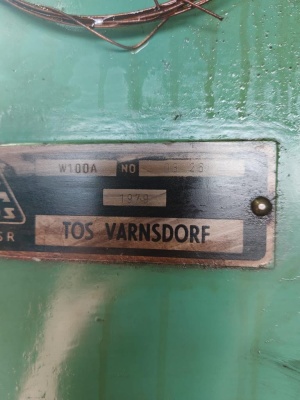 W100A NO
1979
TOS VARNSDORF